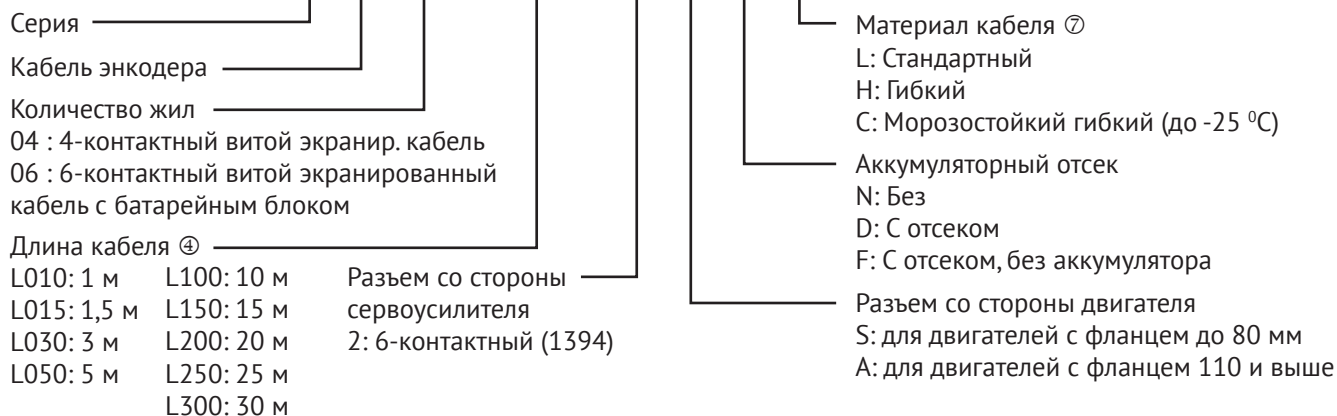 Серия
Кабель энкодера
Количество жил
04 : 4-контактный витой экранир. кабель
06 : 6-контактный витой экранированный
кабель с батарейным блоком
Длина кабеля ④
L010: 1 м
L015: 1,5 м
L030: 3 м
L050: 5 м
L100: 10 м
L150: 15 м
L200: 20 м
L250: 25 м
L300: 30 м
Разъем со стороны
сервоусилителя
2: 6-контактный (1394)
Материал кабеля ⑦
L: Стандартный
H: Гибкий
C: Морозостойкий гибкий (до -25 ⁰C)
Аккумуляторный отсек
N: Без
D: С отсеком
F: С отсеком, без аккумулятора
Разъем со стороны двигателя
S: для двигателей с фланцем до 80 мм
A: для двигателей с фланцем 110 и выше